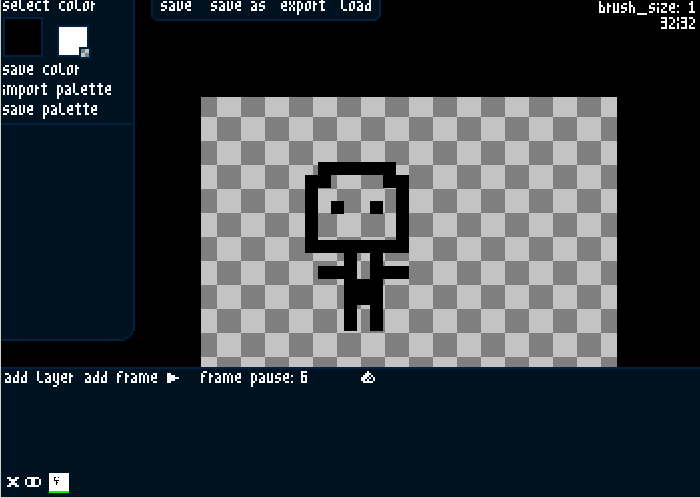 select color
save save as export load
brush_size: 1
32:32
save color
import palette
save palette
add layer add frame frame pause: 6